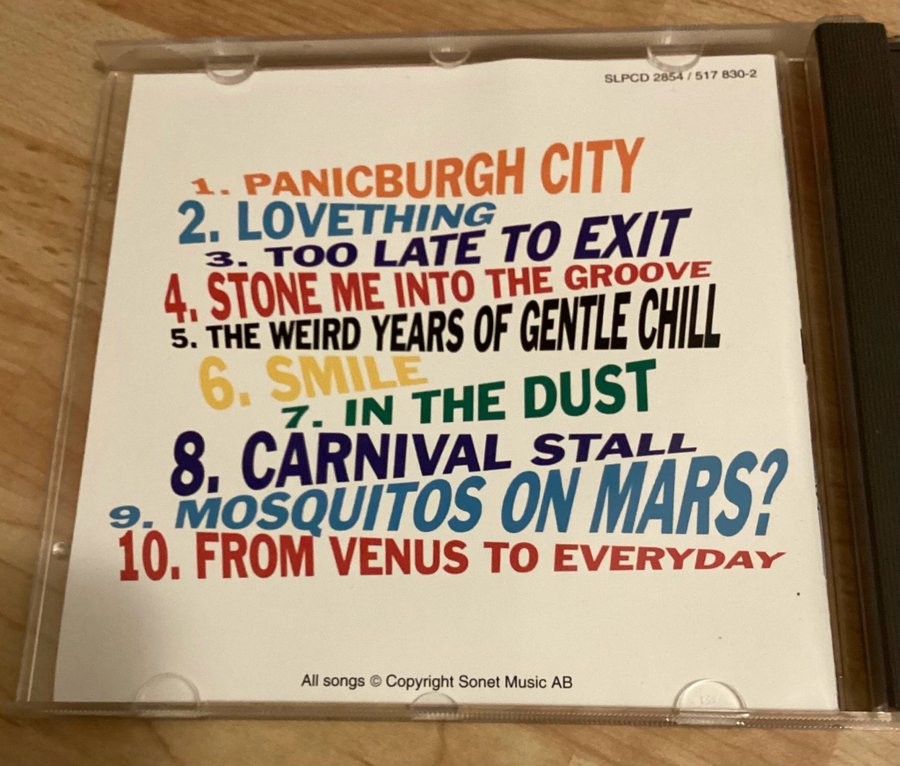 SLPCD 2854 / 517 830-2
1. PANICBURGH CITY
2. LOVETHING
3. TOO LATE TO EXIT
4. STONE ME INTO THE GROOVE
5. THE WEIRD YEARS OF GENTLE CHILL
6. SMILE
7. IN THE DUST
8. CARNIVAL STALL
9. MOSQUITOS ON MARS?
10. FROM VENUS TO EVERYDAY
All songs © Copyright Sonet Music AB